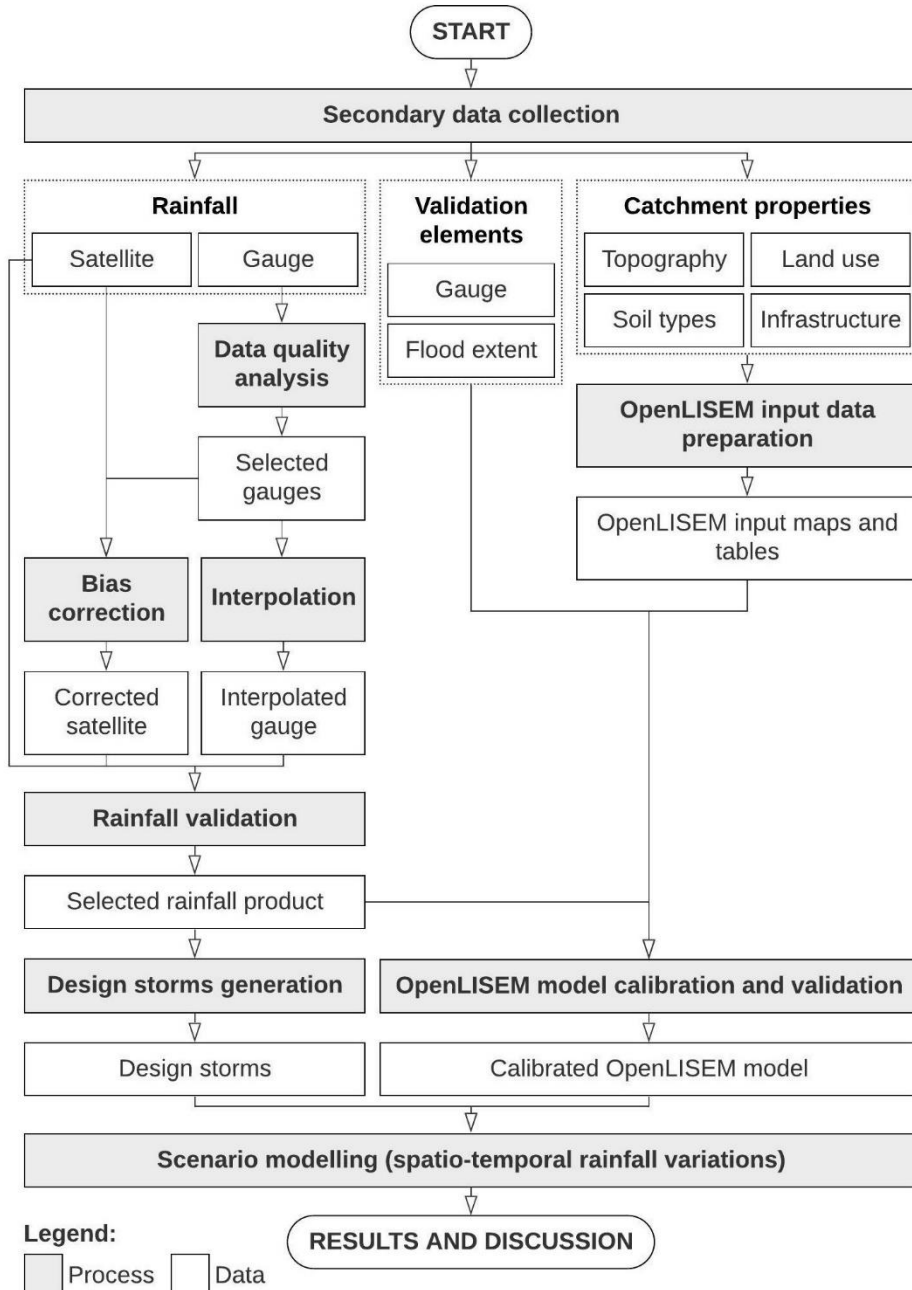 START
Secondary data collection
Rainfall
Satellite
Gauge
Validation
elements
Gauge
Flood extent
Catchment properties
Topography
Land use
Soil types
Infrastructure
Data quality
analysis
Selected
gauges
OpenLISEM input data
preparation
OpenLISEM input maps and
tables
Bias
correction
Interpolation
Corrected
satellite
Interpolated
gauge
Rainfall validation
Selected rainfall product
Design storms generation
OpenLISEM model calibration and validation
Design storms
Calibrated OpenLISEM model
Scenario modelling (spatio-temporal rainfall variations)
RESULTS AND DISCUSSION
Legend:
Process
Data